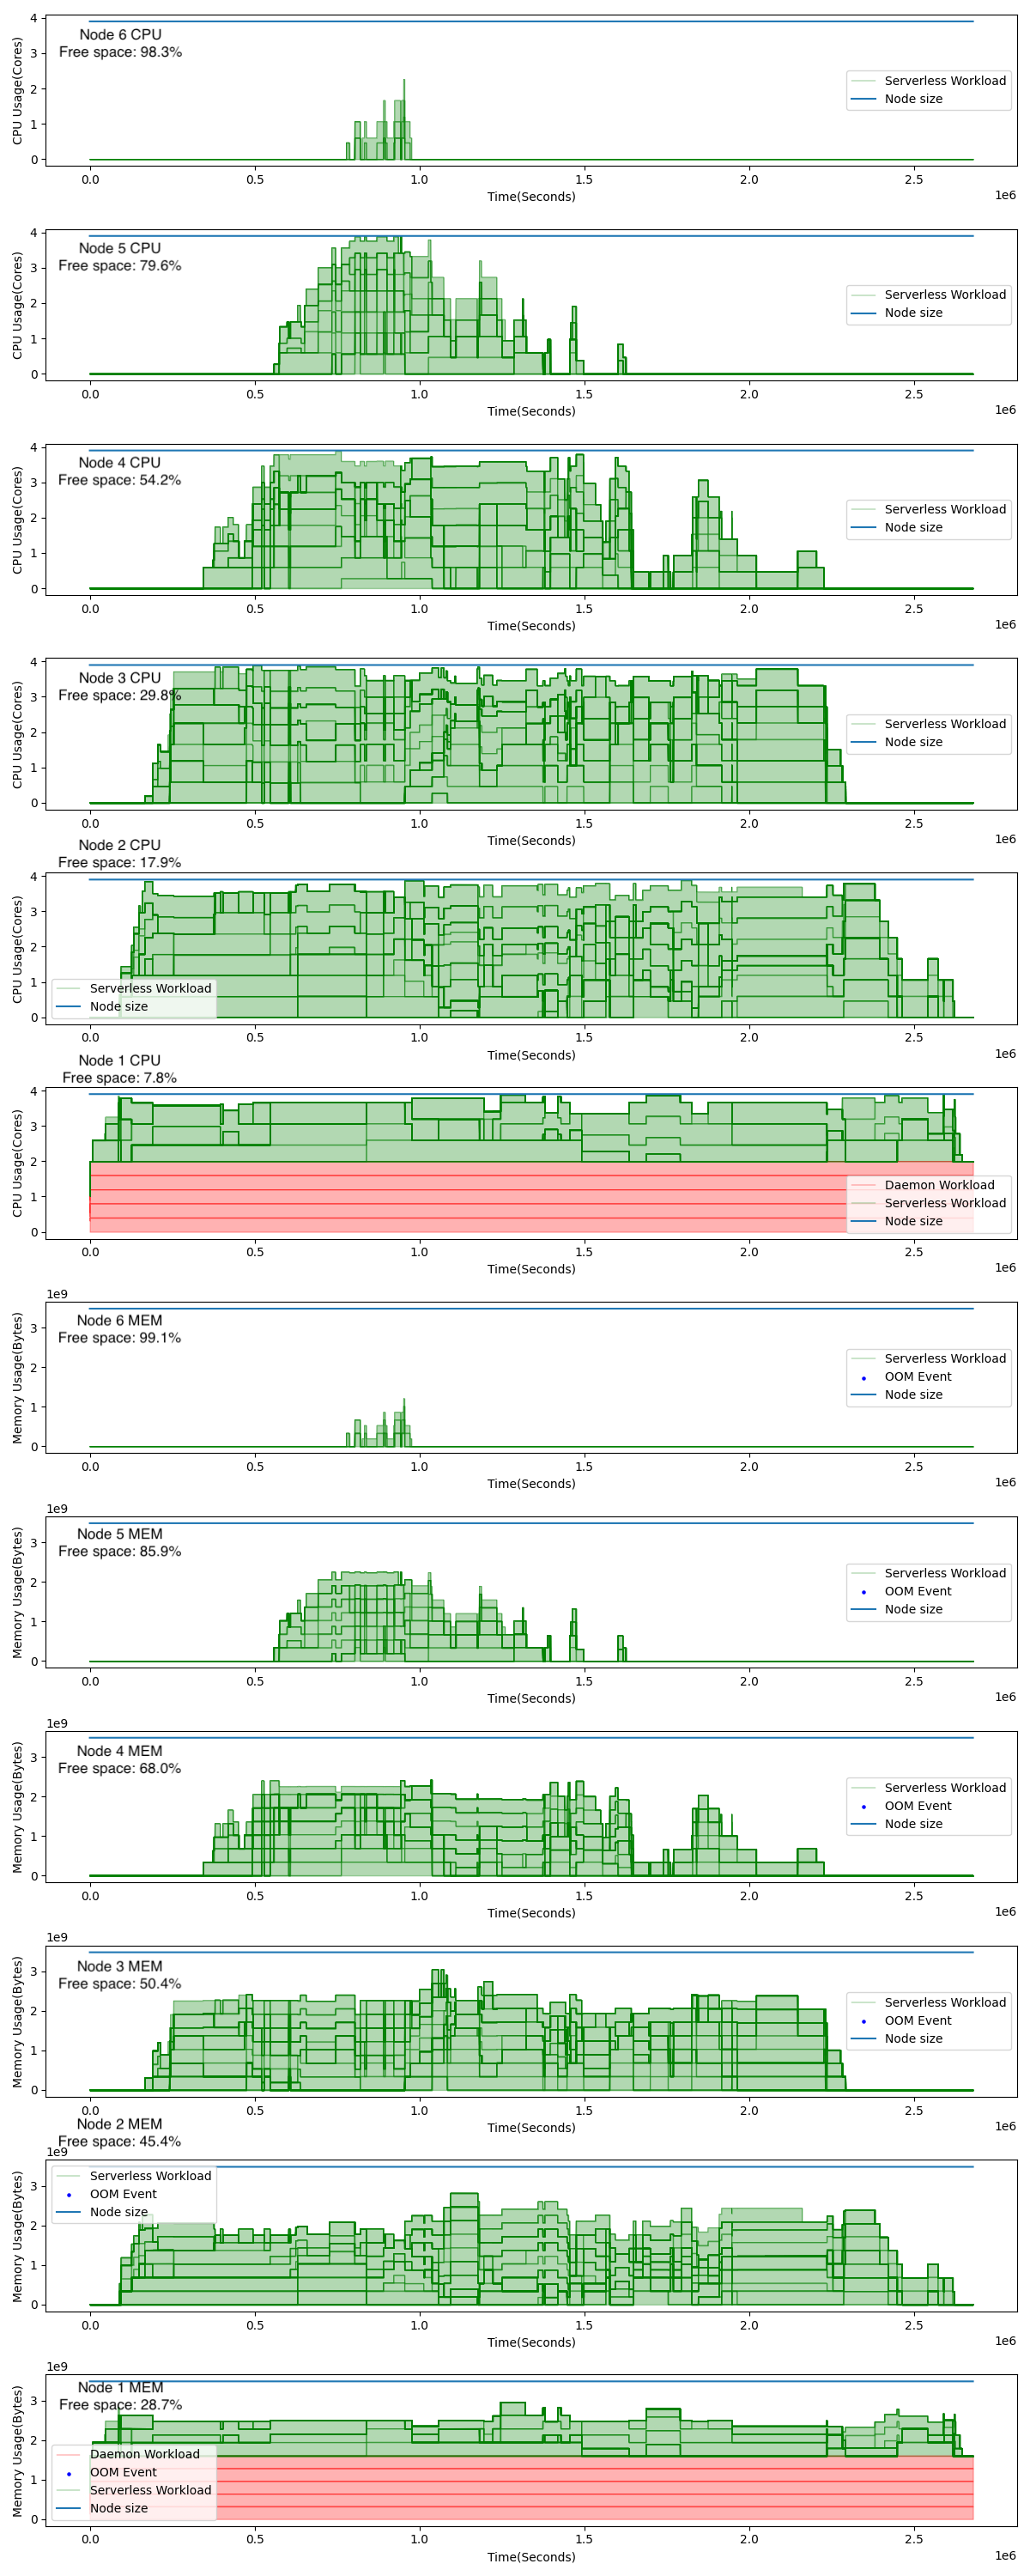 Node 6 CPU
Free space: 98.3%
CPU Usage(Cores)
4
3
2
1
0
Serverless Workload
Node size
0.0 0.5 1.0 1.5 2.0 2.5
Time(Seconds)
1e6
Node 5 CPU
Free space: 79.6%
CPU Usage(Cores)
4
3
2
1
0
Serverless Workload
Node size
0.0 0.5 1.0 1.5 2.0 2.5
Time(Seconds)
1e6
Node 4 CPU
Free space: 54.2%
CPU Usage(Cores)
4
3
2
1
0
Serverless Workload
Node size
0.0 0.5 1.0 1.5 2.0 2.5
Time(Seconds)
1e6
Node 3 CPU
Free space: 29.8%
CPU Usage(Cores)
4
3
2
1
0
Serverless Workload
Node size
0.0 0.5 1.0 1.5 2.0 2.5
Time(Seconds)
1e6
Node 2 CPU
Free space: 17.9%
CPU Usage(Cores)
4
3
2
1
0
Serverless Workload
Node size
0.0 0.5 1.0 1.5 2.0 2.5
Time(Seconds)
1e6
Node 1 CPU
Free space: 7.8%
CPU Usage(Cores)
4
3
2
1
0
Daemon Workload
Serverless Workload
Node size
0.0 0.5 1.0 1.5 2.0 2.5
Time(Seconds)
1e6
1e9
Node 6 MEM
Free space: 99.1%
Memory Usage(Bytes)
3
2
1
0
Serverless Workload
OOM Event
Node size
0.0 0.5 1.0 1.5 2.0 2.5
Time(Seconds)
1e6
1e9
Node 5 MEM
Free space: 85.9%
Memory Usage(Bytes)
3
2
1
0
Serverless Workload
OOM Event
Node size
0.0 0.5 1.0 1.5 2.0 2.5
Time(Seconds)
1e6
1e9
Node 4 MEM
Free space: 68.0%
Memory Usage(Bytes)
3
2
1
0
Serverless Workload
OOM Event
Node size
0.0 0.5 1.0 1.5 2.0 2.5
Time(Seconds)
1e6
1e9
Node 3 MEM
Free space: 50.4%
Memory Usage(Bytes)
3
2
1
0
Serverless Workload
OOM Event
Node size
0.0 0.5 1.0 1.5 2.0 2.5
Time(Seconds)
1e6
Node 2 MEM
Free space: 45.4%
1e9
Memory Usage(Bytes)
3
2
1
0
Serverless Workload
OOM Event
Node size
0.0 0.5 1.0 1.5 2.0 2.5
Time(Seconds)
1e6
1e9
Node 1 MEM
Free space: 28.7%
Memory Usage(Bytes)
3
2
1
0
Daemon Workload
OOM Event
Serverless Workload
Node size
0.0 0.5 1.0 1.5 2.0 2.5
Time(Seconds)
1e6